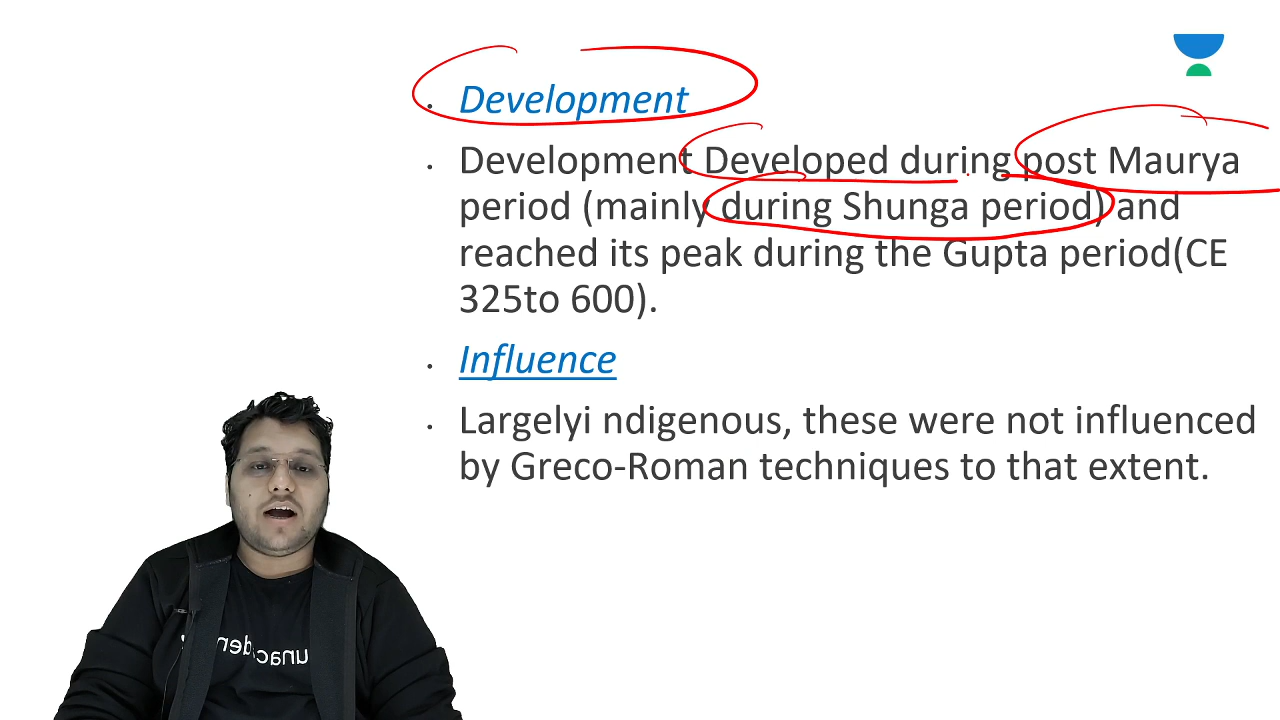 Development
Development Developed during post Maurya
period (mainly during Shunga period) and
reached its peak during the Gupta period(CE
325to 600).
Influence
Largelyi ndigenous, these were not influenced
by Greco-Roman techniques to that extent.